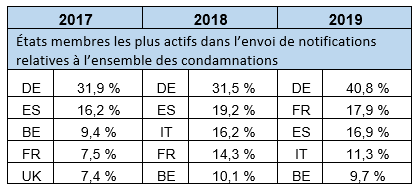 2017 2018 2019
États membres les plus actifs dans l'envoi de notifications
relatives à l'ensemble des condamnations
DE 31,9 % DE 31,5 % DE 40,8 %
ES 16,2 % ES 19,2 % FR 17,9 %
BE 9,4 % IT 16,2 % ES 16,9 %
FR 7,5 % FR 14,3 % IT 11,3 %
UK 7,4 % BE 10,1 % BE 9,7 %